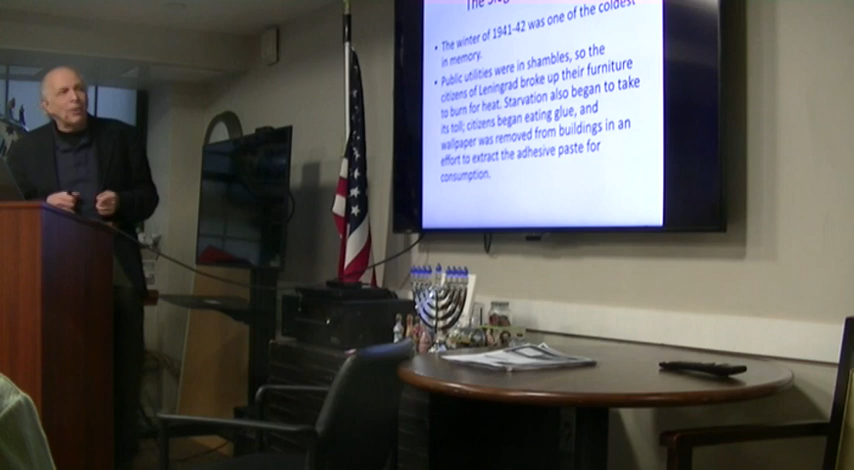 The
The winter of 1941-42 was one of the coldest
in memory.
Public utilities were in shambles, so the
citizens of Leningrad broke up their furniture
to burn for heat. Starvation also began to take
its toll; citizens began eating glue, and
wallpaper was removed from buildings in an
effort to extract the adhesive paste for
consumption.